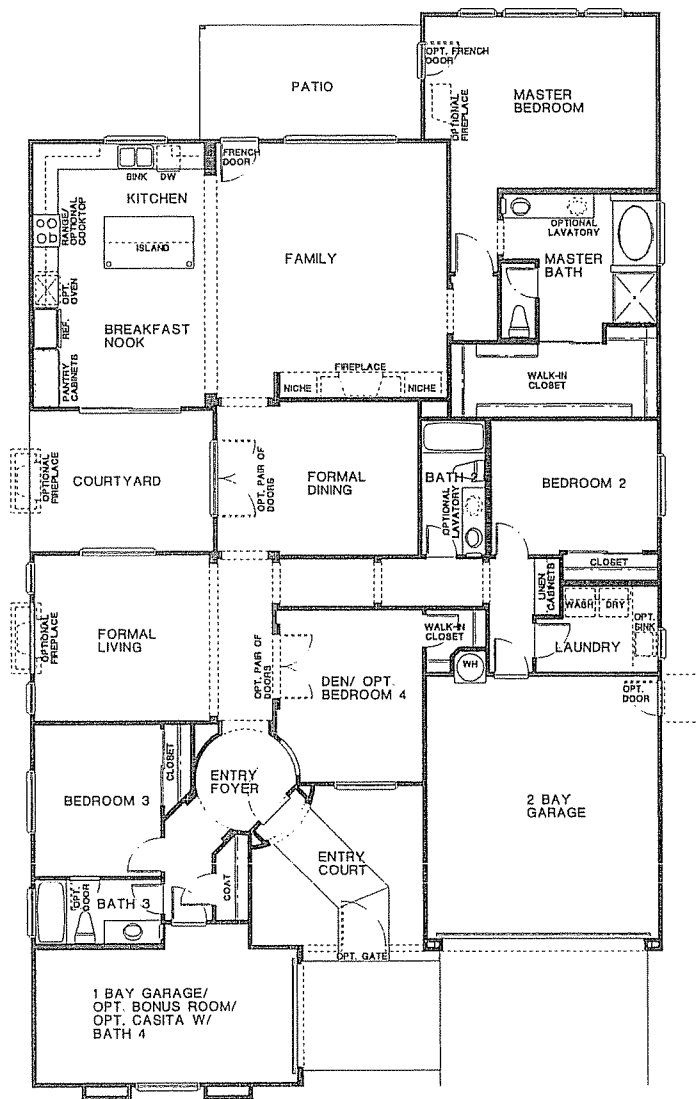 OPT. FRENCH
DOOR
PATIO
MASTER
BEDROOM
OPTIONAL
FIREPLACE
FRENCH
DOOR
SINK
DW
KITCHEN
RANGE/
OPTIONAL
COOKTOP
ISLAND
OPTIONAL
LAVATORY
MASTER
BATH
FAMILY
OPT.
OVEN
REF.
BREAKFAST
NOOK
PANTRY
CABINETS
FIREPLACE
NICHE
NICHE
WALK-IN
CLOSET
OPTIONAL
FIREPLACE
COURTYARD
OPT. PAIR OF
DOORS
FORMAL
DINING
BATH 2
OPTIONAL
LAVATORY
BEDROOM 2
CLOSET
LINEN
CABINETS
WASH
DRY
OPT.
SINK
LAUNDRY
OPTIONAL
FIREPLACE
FORMAL
LIVING
OPT. PAIR OF
DOORS
WALK-IN
CLOSET
WH
DEN/ OPT.
BEDROOM 4
OPT.
DOOR
CLOSET
ENTRY
FOYER
BEDROOM 3
2 BAY
GARAGE
ENTRY
COURT
COAT
OPT.
DOOR
BATH 3
OPT. GATE
1 BAY GARAGE/
OPT. BONUS ROOM/
OPT. CASITA W/
BATH 4